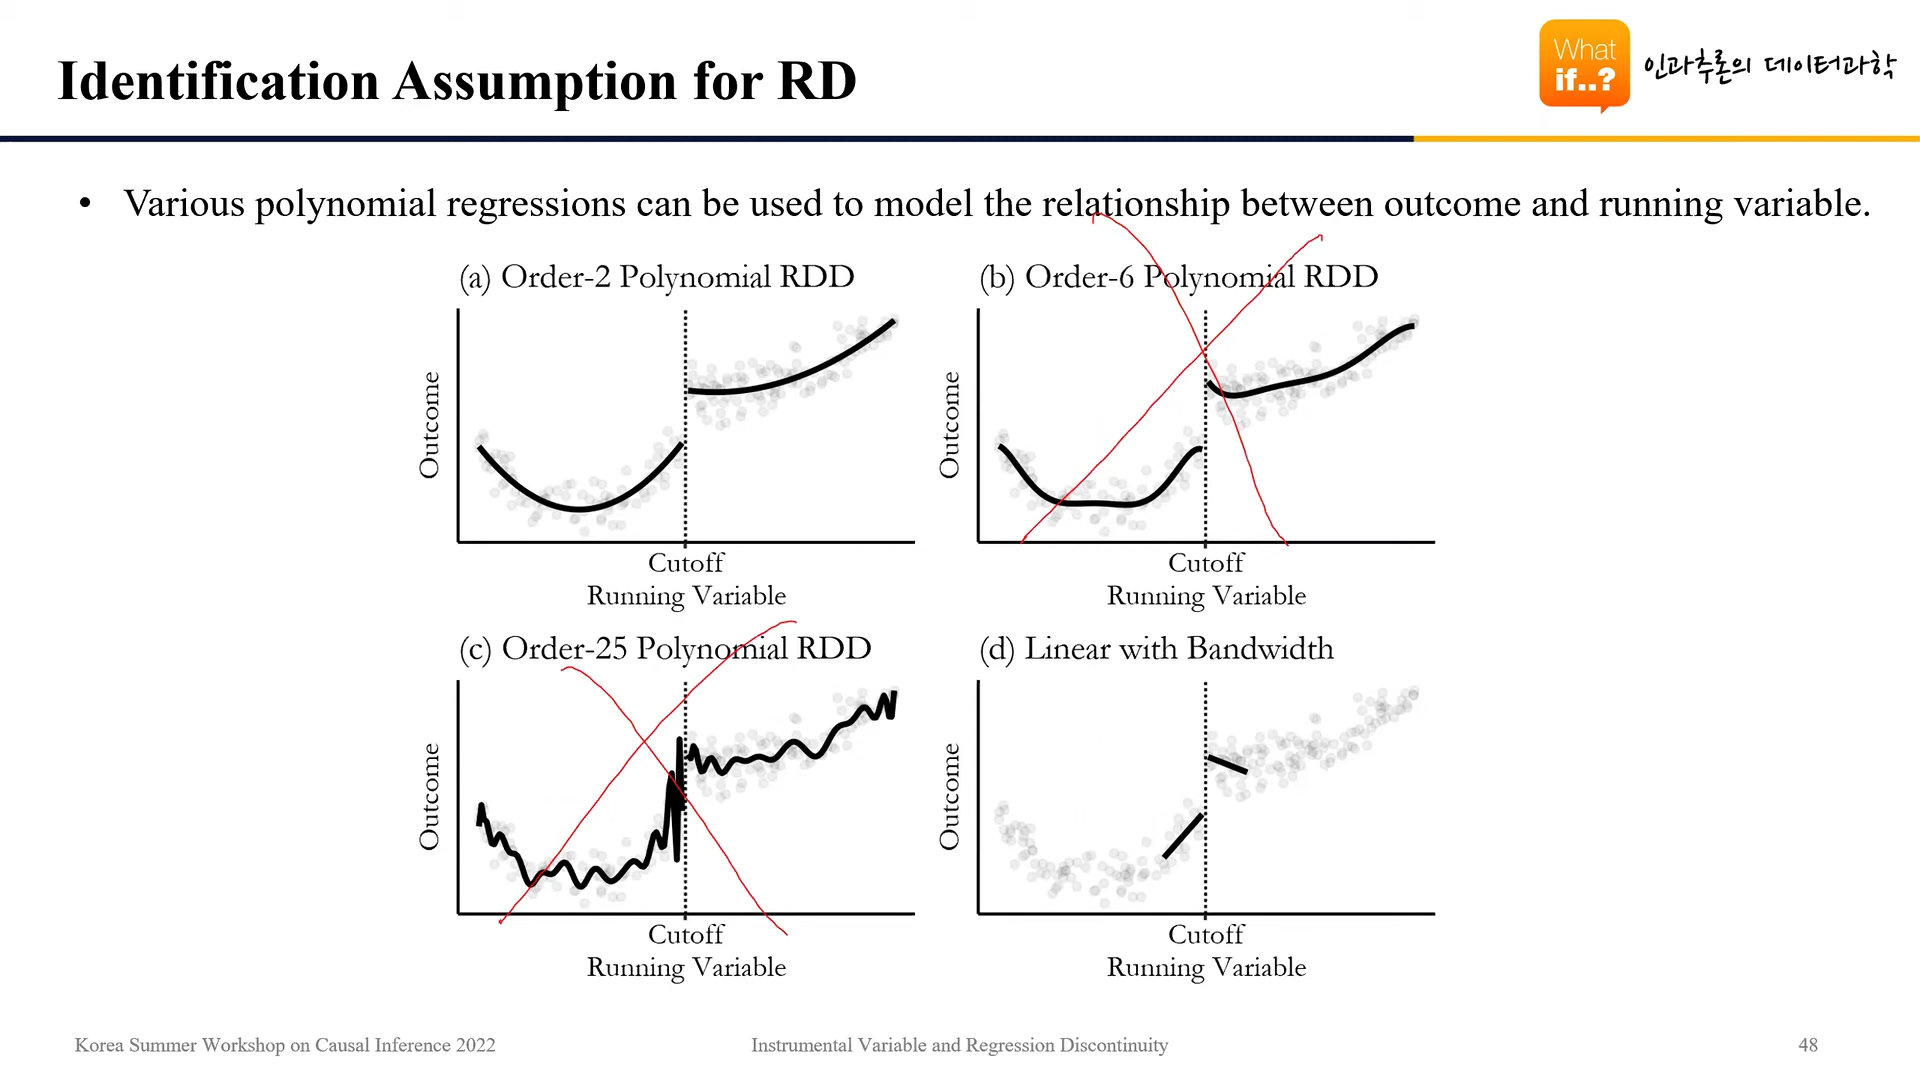 Identification Assumption for RD
What
if..?
인과추론의 데이터과학
• Various polynomial regressions can be used to model the relationship between outcome and running variable.
(a) Order-2 Polynomial RDD
Outcome
Cutoff
Running Variable
(b) Order-6 Polynomial RDD
Outcome
Cutoff
Running Variable
(c) Order-25 Polynomial RDD
Outcome
Cutoff
Running Variable
(d) Linear with Bandwidth
Outcome
Cutoff
Running Variable
Korea Summer Workshop on Causal Inference 2022
Instrumental Variable and Regression Discontinuity
48